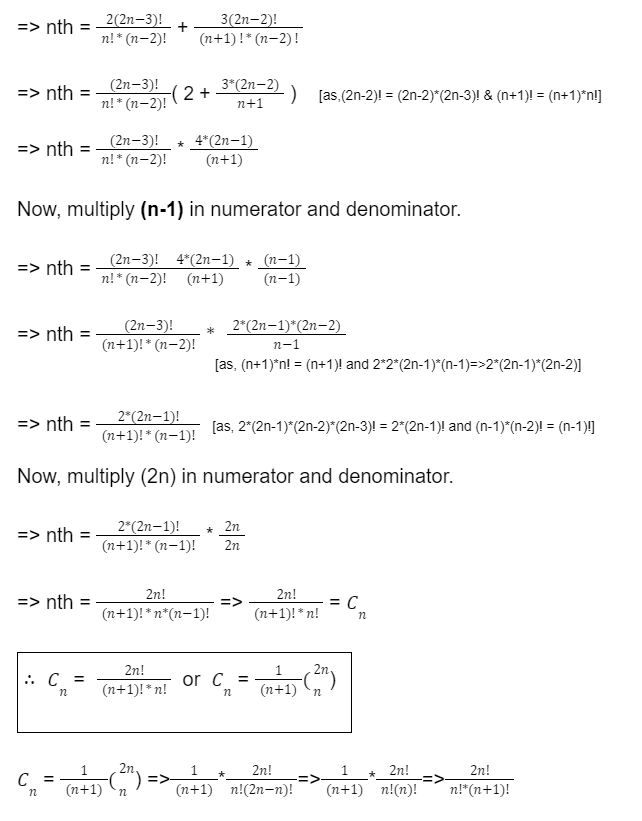 => nth = \frac{2(2n−3)!}{n!*(n−2)!} + \frac{3(2n−2)!}{(n+1)!*(n−2)!}
=> nth = \frac{(2n−3)!}{n!*(n−2)!}( 2 + \frac{3*(2n−2)}{n+1} ) [as,(2n-2)! = (2n-2)*(2n-3)! & (n+1)! = (n+1)*n!]
=> nth = \frac{(2n−3)!}{n!*(n−2)!} * \frac{4*(2n−1)}{(n+1)}
Now, multiply (n-1) in numerator and denominator.
=> nth = \frac{(2n−3)!}{n!*(n−2)!} \frac{4*(2n−1)}{(n+1)} * \frac{(n−1)}{(n−1)}
=> nth = \frac{(2n−3)!}{(n+1)!*(n−2)!} * \frac{2*(2n−1)*(2n−2)}{n−1}
[as, (n+1)*n! = (n+1)! and 2*2*(2n-1)*(n-1)=>2*(2n-1)*(2n-2)]
=> nth = \frac{2*(2n−1)!}{(n+1)!*(n−1)!} [as, 2*(2n-1)*(2n-2)*(2n-3)! = 2*(2n-1)! and (n-1)*(n-2)! = (n-1)!]
Now, multiply (2n) in numerator and denominator.
=> nth = \frac{2*(2n−1)!}{(n+1)!*(n−1)!} * \frac{2n}{2n}
=> nth = \frac{2n!}{(n+1)!*n*(n−1)!} => \frac{2n!}{(n+1)!*n!} = C_n
∴ C_n = \frac{2n!}{(n+1)!*n!} or C_n = \frac{1}{(n+1)}(^{2n}_n)
C_n = \frac{1}{(n+1)}(^{2n}_n) => \frac{1}{(n+1)}*\frac{2n!}{n!(2n−n)!} => \frac{1}{(n+1)}*\frac{2n!}{n!(n)!} => \frac{2n!}{n!*(n+1)!}